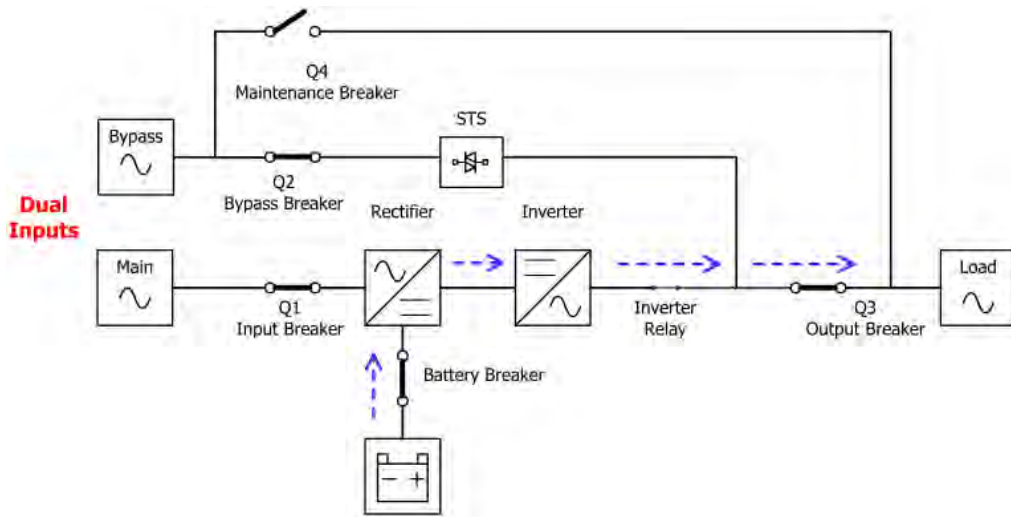 Q4
Maintenance Breaker
Bypass
STS
Q2
Bypass Breaker
Dual
Inputs
Rectifier
Inverter
Main
Load
Q1
Input Breaker
Inverter
Relay
Q3
Output Breaker
Battery Breaker